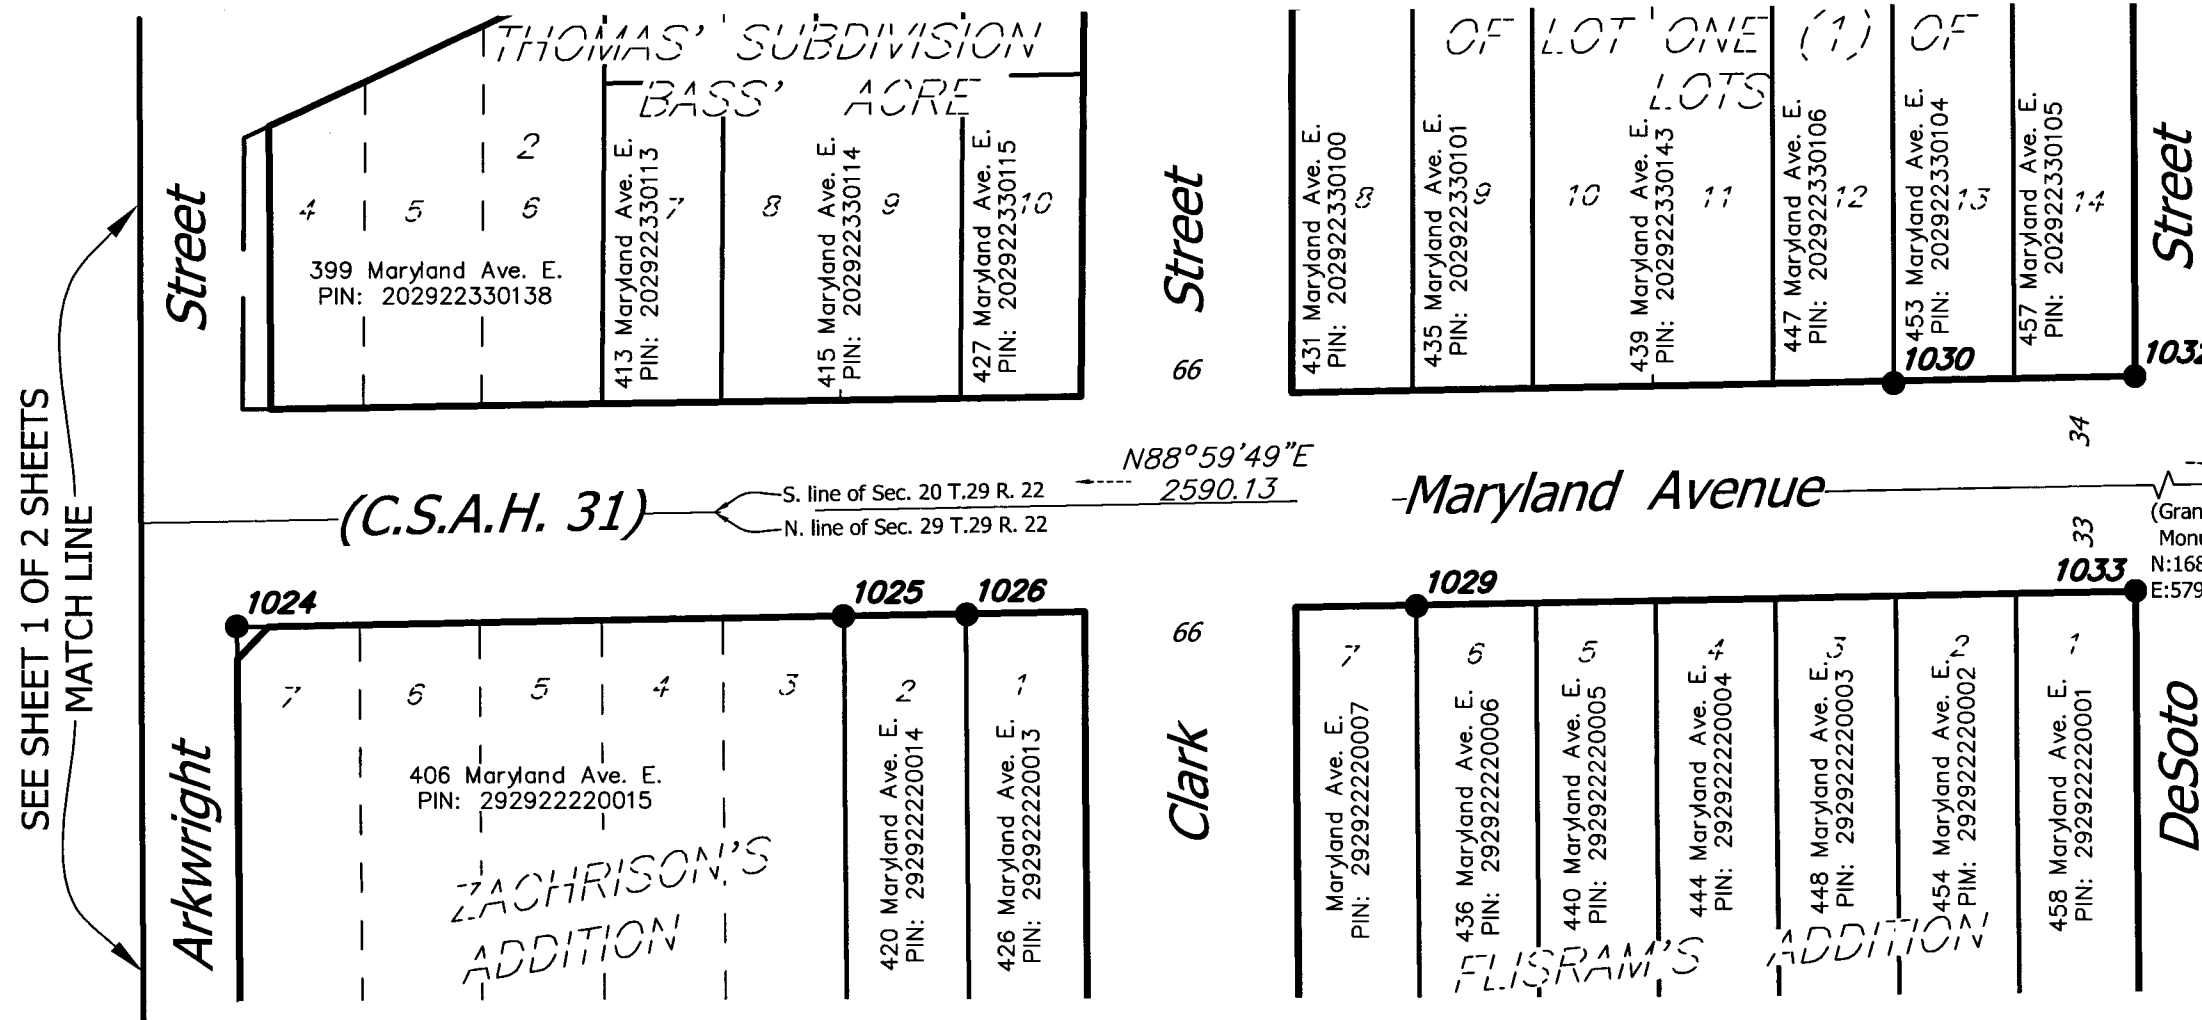 THOMAS' SUBDIVISION OF LOT ONE (1) OF
BASS' ACRE LOTS
2
4 5 6 7 8 9 10
399 Maryland Ave. E.
PIN: 202922330138
413 Maryland Ave. E.
PIN: 202922330113
415 Maryland Ave. E.
PIN: 202922330114
427 Maryland Ave. E.
PIN: 202922330115
8 9 10 11 12 13 14
431 Maryland Ave. E.
PIN: 202922330100
435 Maryland Ave. E.
PIN: 202922330101
439 Maryland Ave. E.
PIN: 202922330143
447 Maryland Ave. E.
PIN: 202922330106
453 Maryland Ave. E.
PIN: 202922330104
457 Maryland Ave. E.
PIN: 202922330105
Street
Street
Street
66
1030
1032
34
SEE SHEET 1 OF 2 SHEETS
MATCH LINE
(C.S.A.H. 31)
S. line of Sec. 20 T.29 R. 22
N. line of Sec. 29 T.29 R. 22
N88°59'49"E
2590.13
Maryland Avenue
(Gran
Monu
N:168
E:579
33
1024
1025
1026
1029
1033
66
7 6 5 4 3 2 1
406 Maryland Ave. E.
PIN: 292922220015
420 Maryland Ave. E.
PIN: 292922220014
426 Maryland Ave. E.
PIN: 292922220013
ZACHRISON'S
ADDITION
7 6 5 4 3 2 1
Maryland Ave. E.
PIN: 292922220007
436 Maryland Ave. E.
PIN: 292922220006
440 Maryland Ave. E.
PIN: 292922220005
444 Maryland Ave. E.
PIN: 292922220004
448 Maryland Ave. E.
PIN: 292922220003
454 Maryland Ave. E.
PIM: 292922220002
458 Maryland Ave. E.
PIN: 292922220001
FLISRAM'S ADDITION
Arkwright
Clark
DeSoto